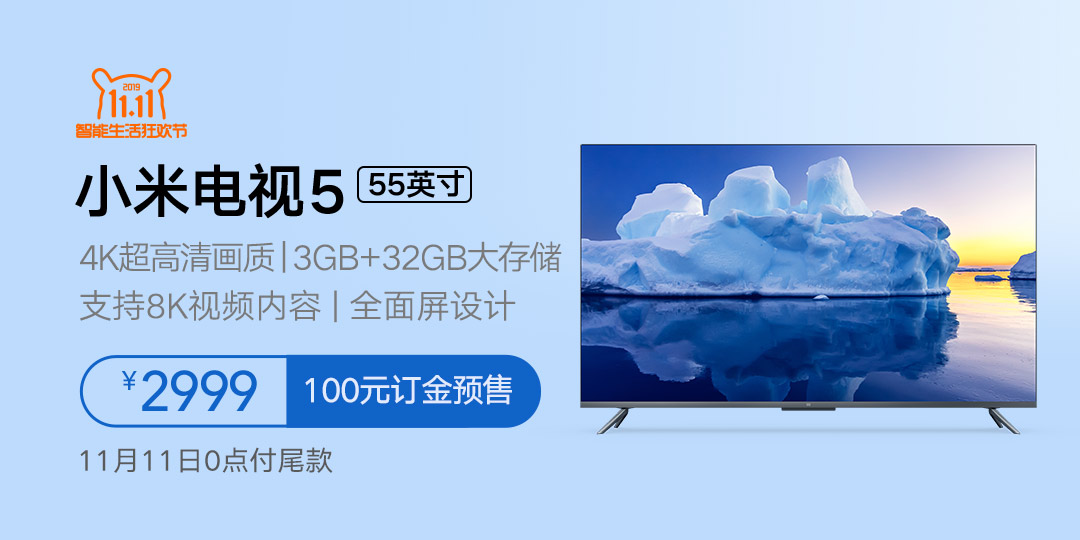 2019
11.11
智能生活狂欢节
小米电视5 55英寸
4K超高清画质|3GB+32GB大存储
支持8K视频内容|全面屏设计
¥2999 100元订金预售
11月11日0点付尾款